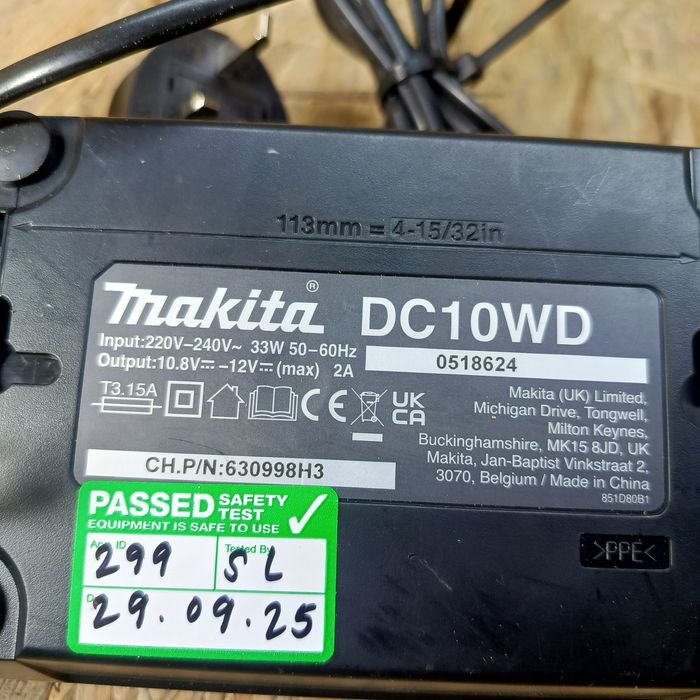 113mm = 4-15/32in
makita® DC10WD
Input:220V–240V~ 33W 50–60Hz
Output:10.8V⎓ –12V⎓(max) 2A
0518624
T3.15A
CE UKCA
Makita (UK) Limited,
Michigan Drive, Tongwell,
Milton Keynes,
Buckinghamshire, MK15 8JD, UK
Makita, Jan-Baptist Vinkstraat 2,
3070, Belgium / Made in China
851D80B1
CH.P/N:630998H3
>PPE<
PASSED SAFETY TEST
EQUIPMENT IS SAFE TO USE
299
Tested By
SL
29.09.25